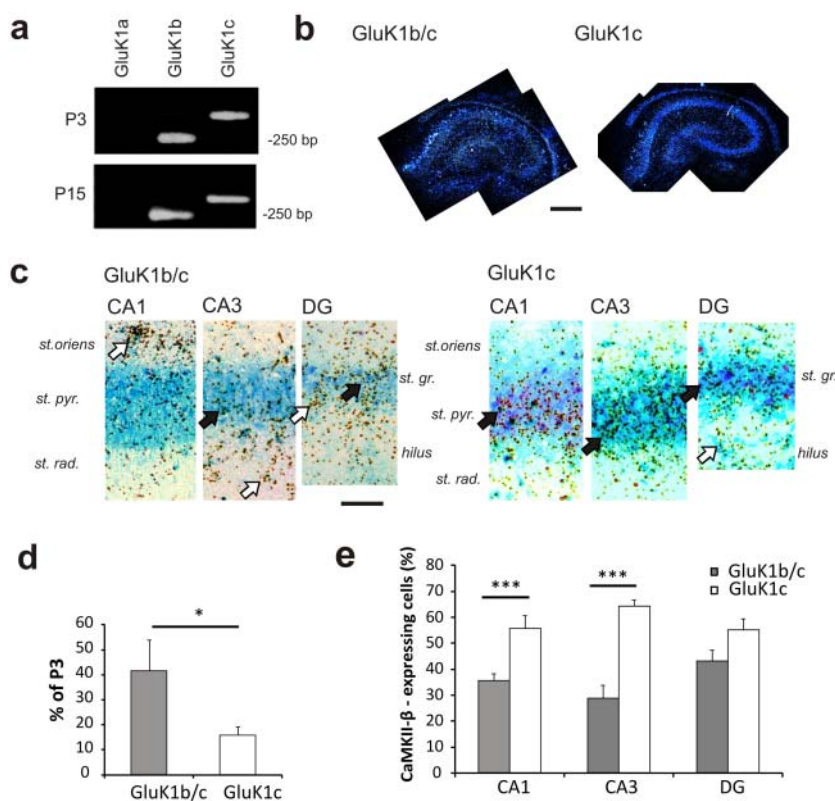 a
GluK1a
GluK1b
GluK1c
P3
-250 bp
P15
-250 bp
b
GluK1b/c
GluK1c
c
GluK1b/c
CA1
CA3
DG
st.oriens
st. pyr.
st. rad.
st. gr.
hilus
GluK1c
CA1
CA3
DG
st.oriens
st. pyr.
st. rad.
st. gr.
hilus
d
% of P3
60
50
40
30
20
10
0
*
GluK1b/c
GluK1c
e
CaMKII-β - expressing cells (%)
80
70
60
50
40
30
20
10
0
***
***
GluK1b/c
GluK1c
CA1
CA3
DG